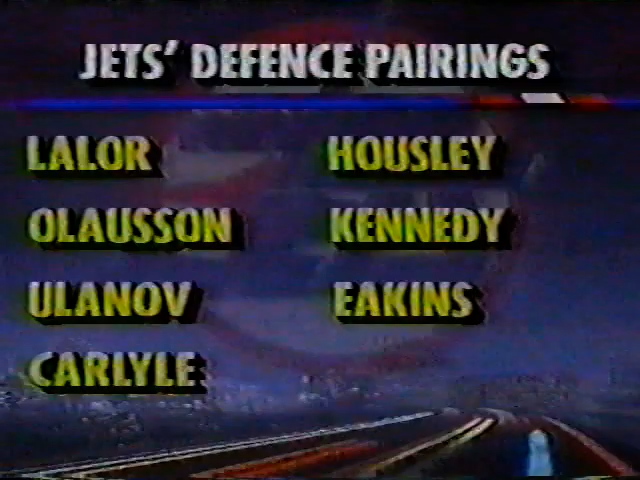 JETS' DEFENCE PAIRINGS
LALOR HOUSLEY
OLAUSSON KENNEDY
ULANOV EAKINS
CARLYLE